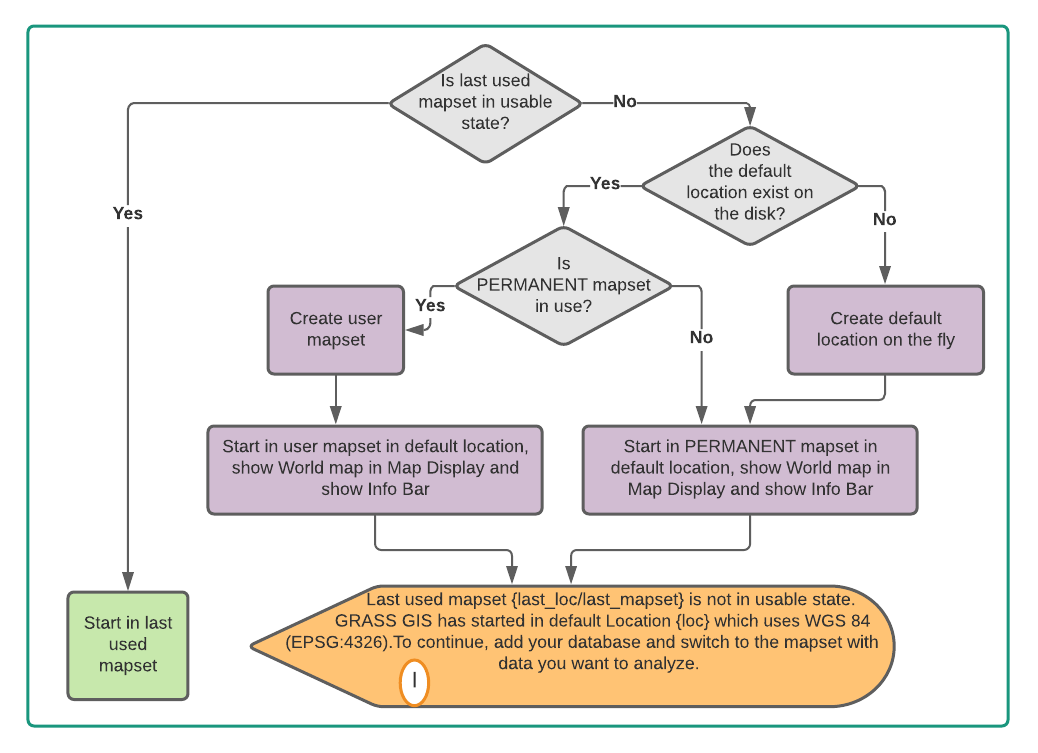 Is last used
mapset in usable
state?
No
Does
the default
location exist on
the disk?
Yes
Yes
No
Is
PERMANENT mapset
in use?
Yes
No
Create user
mapset
Create default
location on the fly
Start in user mapset in default location,
show World map in Map Display and
show Info Bar
Start in PERMANENT mapset in
default location, show World map in
Map Display and show Info Bar
Start in last
used
mapset
Last used mapset {last_loc/last_mapset} is not in usable state.
GRASS GIS has started in default Location {loc} which uses WGS 84
(EPSG:4326).To continue, add your database and switch to the mapset with
data you want to analyze.
I